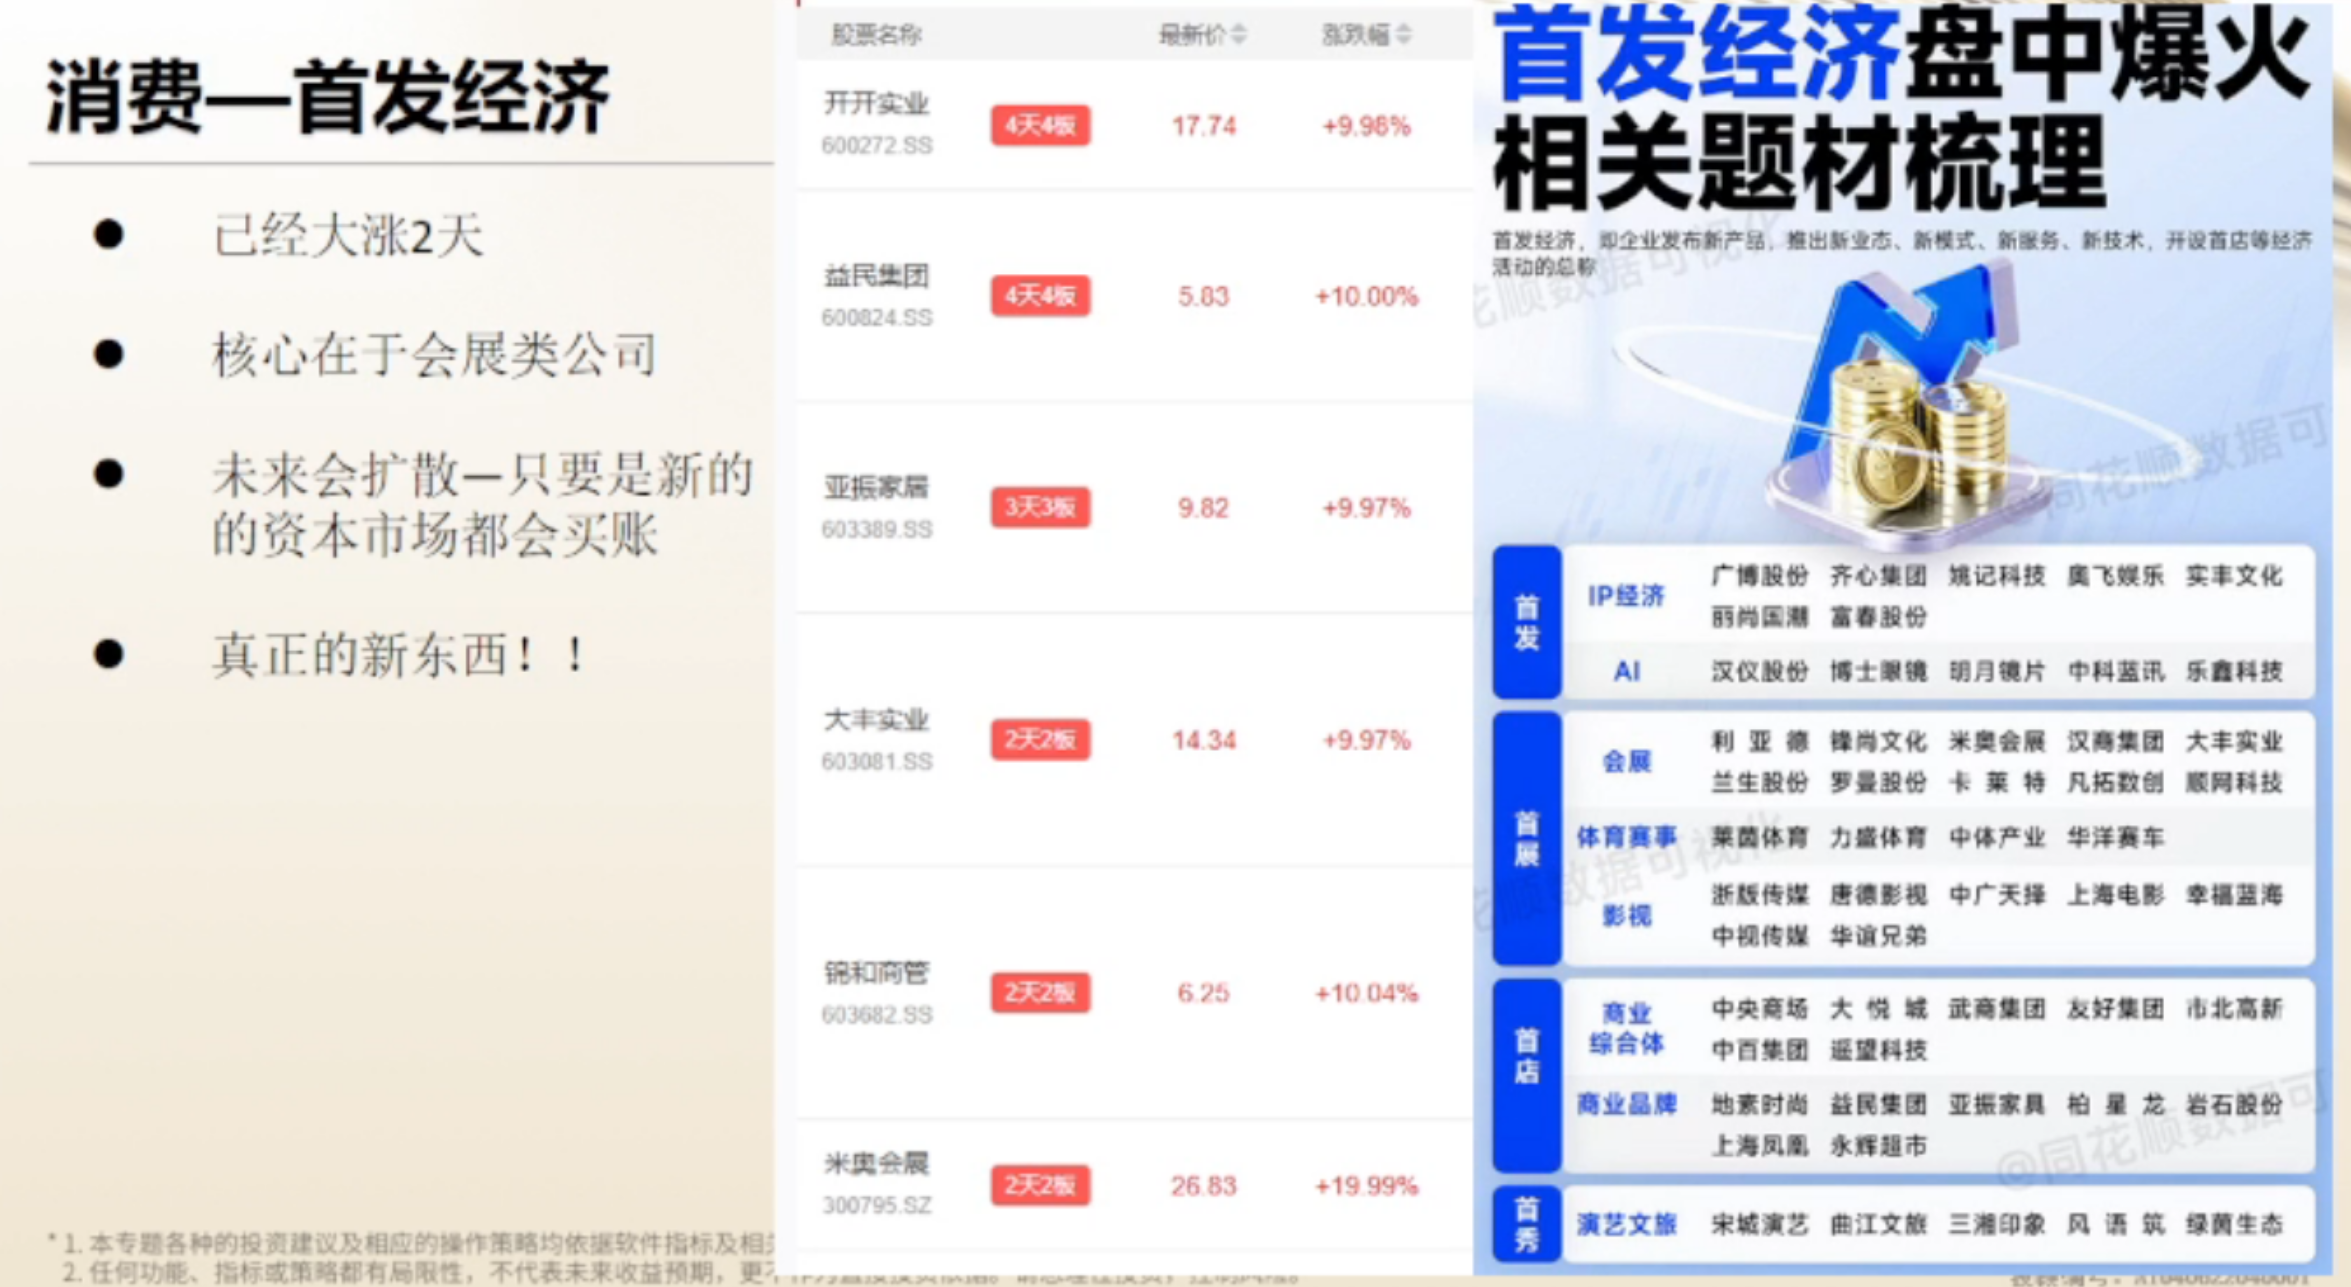 消费—首发经济
● 已经大涨2天
● 核心在于会展类公司
● 未来会扩散—只要是新的
的资本市场都会买账
● 真正的新东西！！
* 1. 本专题各种的投资建议及相应的操作策略均依据软件指标及相
2. 任何功能、指标或策略都有局限性，不代表未来收益预期，更
股票名称 最新价 涨跌幅
开开实业 4天4板 17.74 +9.98%
600272.SS
益民集团 4天4板 5.83 +10.00%
600824.SS
亚振家居 3天3板 9.82 +9.97%
603389.SS
大丰实业 2天2板 14.34 +9.97%
603081.SS
锦和商管 2天2板 6.25 +10.04%
603682.SS
米奥会展 2天2板 26.83 +19.99%
300795.SZ
首发经济盘中爆火
相关题材梳理
首发经济，即企业发布新产品，推出新业态、新模式、新服务、新技术，开设首店等经济
活动的总称
首发
IP经济
广博股份 齐心集团 姚记科技 奥飞娱乐 实丰文化
丽尚国潮 富春股份
AI 汉仪股份 博士眼镜 明月镜片 中科蓝讯 乐鑫科技
首展
会展
利亚德 锋尚文化 米奥会展 汉商集团 大丰实业
兰生股份 罗曼股份 卡莱特 凡拓数创 顺网科技
体育赛事 莱茵体育 力盛体育 中体产业 华洋赛车
影视
浙版传媒 唐德影视 中广天择 上海电影 幸福蓝海
中视传媒 华谊兄弟
首店
商业
综合体
中央商场 大悦城 武商集团 友好集团 市北高新
中百集团 遥望科技
商业品牌
地素时尚 益民集团 亚振家具 柏星龙 岩石股份
上海凤凰 永辉超市
首秀
演艺文旅 宋城演艺 曲江文旅 三湘印象 风语筑 绿茵生态
花顺数据可视化
@同花顺数据可
花顺数据可视化
@同花顺数据可